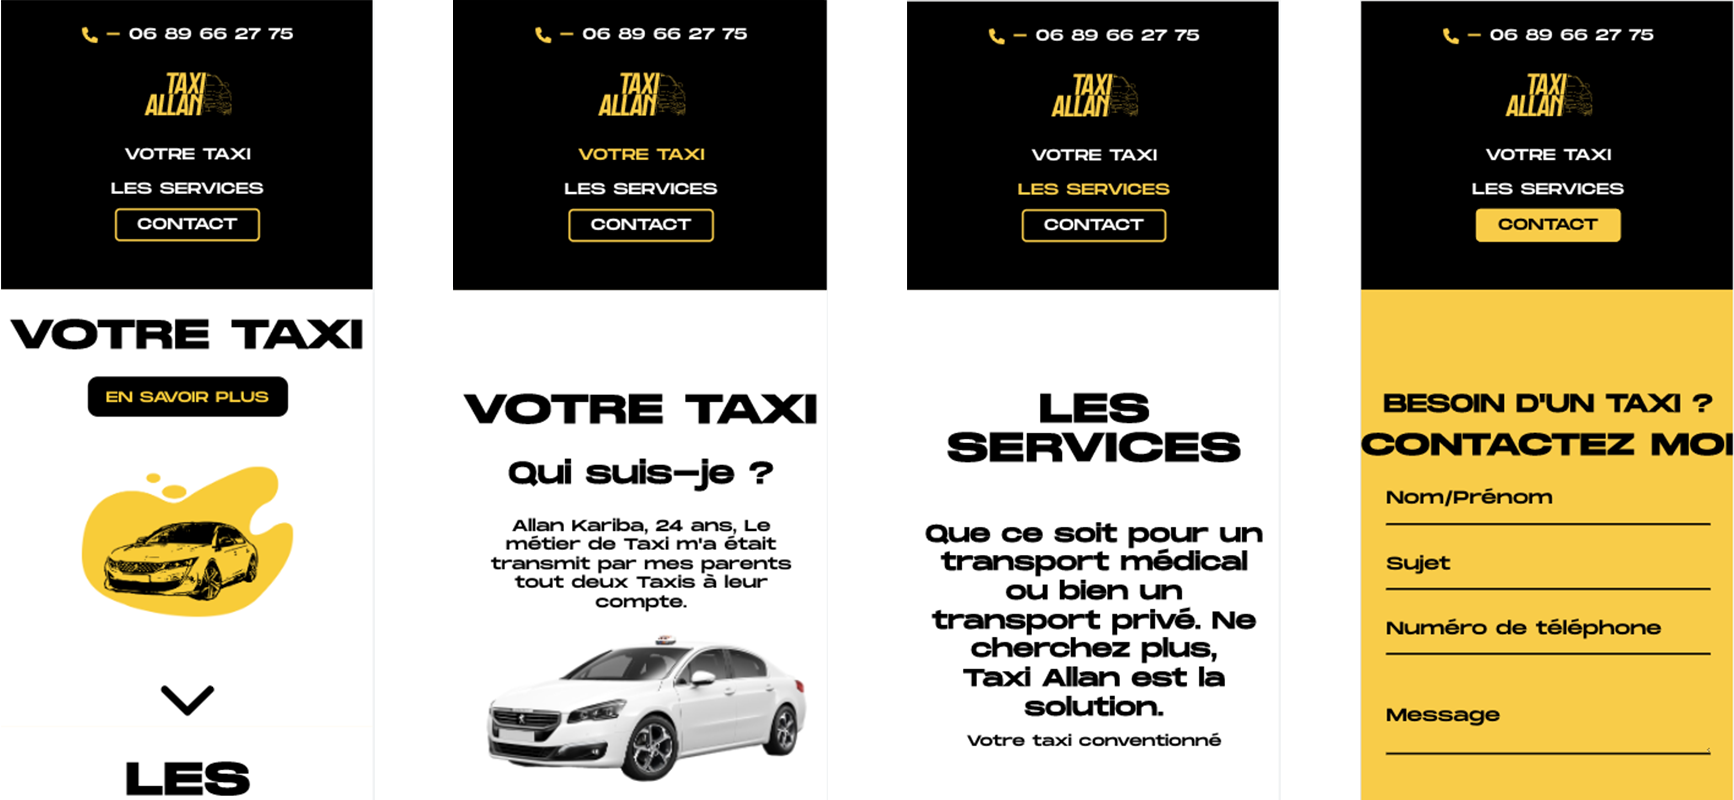 — 06 89 66 27 75
TAXI
ALLAN
VOTRE TAXI
LES SERVICES
CONTACT
VOTRE TAXI
EN SAVOIR PLUS
LES
— 06 89 66 27 75
TAXI
ALLAN
VOTRE TAXI
LES SERVICES
CONTACT
VOTRE TAXI
Qui suis-je ?
Allan Kariba, 24 ans, Le
métier de Taxi m'a était
transmit par mes parents
tout deux Taxis à leur
compte.
— 06 89 66 27 75
TAXI
ALLAN
VOTRE TAXI
LES SERVICES
CONTACT
LES
SERVICES
Que ce soit pour un
transport médical
ou bien un
transport privé. Ne
cherchez plus,
Taxi Allan est la
solution.
Votre taxi conventionné
— 06 89 66 27 75
TAXI
ALLAN
VOTRE TAXI
LES SERVICES
CONTACT
BESOIN D'UN TAXI ?
CONTACTEZ MOI
Nom/Prénom
Sujet
Numéro de téléphone
Message